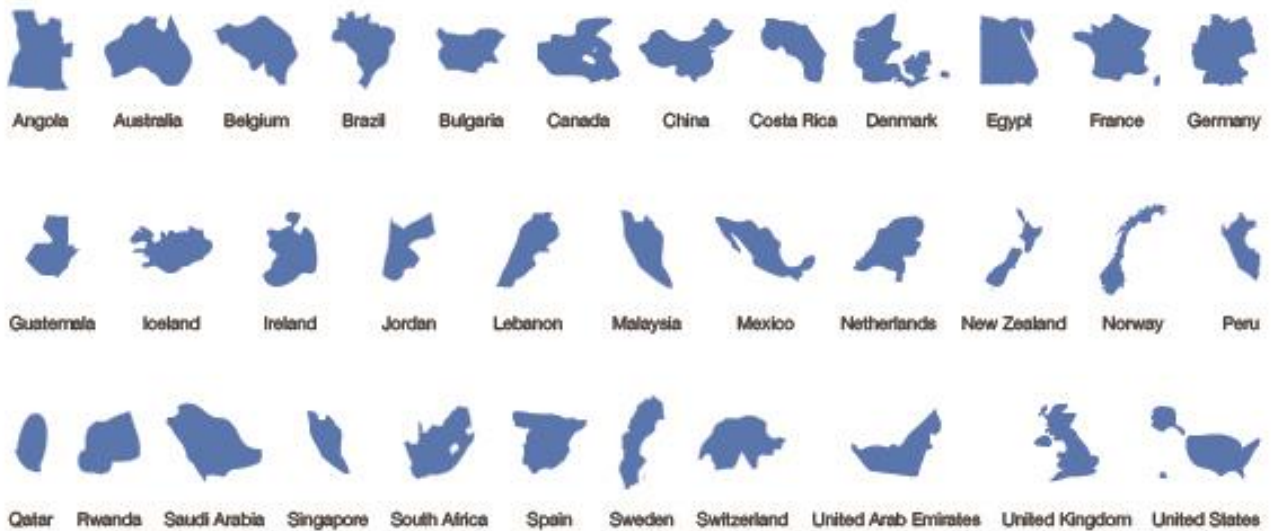 Angola Australia Belgium Brazil Bulgaria Canada China Costa Rica Denmark Egypt France Germany
Guatemala Iceland Ireland Jordan Lebanon Malaysia Mexico Netherlands New Zealand Norway Peru
Qatar Rwanda Saudi Arabia Singapore South Africa Spain Sweden Switzerland United Arab Emirates United Kingdom United States